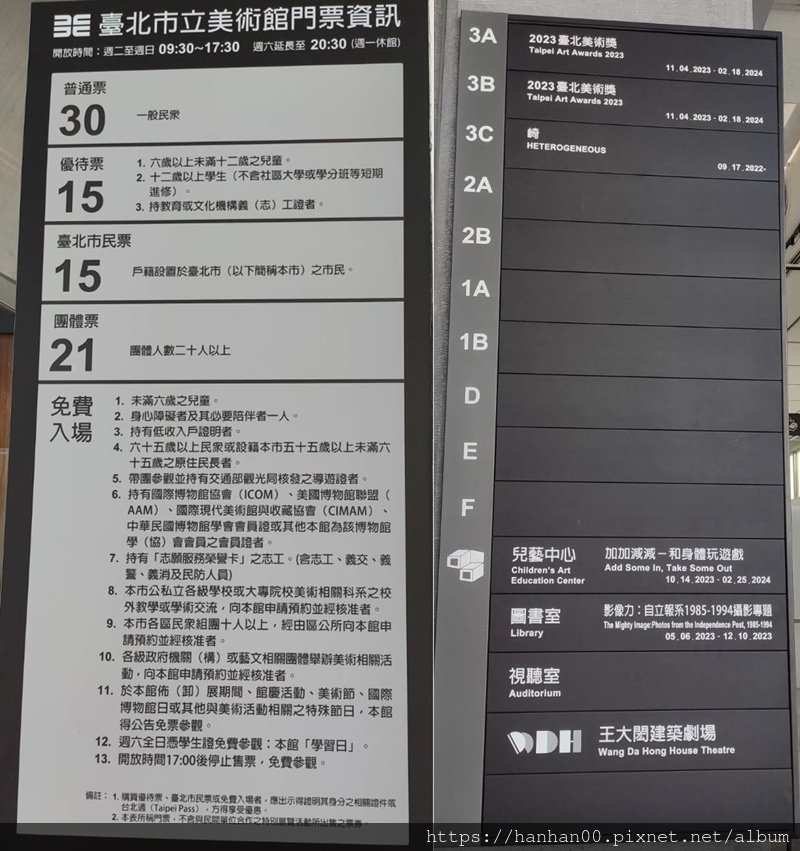 臺北市立美術館門票資訊
開放時間：週二至週日 09:30~17:30 週六延長至 20:30 (週一休館)
普通票
30 一般民眾
優待票
15
1. 六歲以上未滿十二歲之兒童。
2. 十二歲以上學生（不含社區大學或學分班等短期
進修）。
3. 持教育或文化機構義（志）工證者。
臺北市民票
15 戶籍設置於臺北市（以下簡稱本市）之市民。
團體票
21 團體人數二十人以上
免費
入場
1. 未滿六歲之兒童。
2. 身心障礙者及其必要陪伴者一人。
3. 持有低收入戶證明者。
4. 六十五歲以上民眾或設籍本市五十五歲以上未滿六
十五歲之原住民長者。
5. 帶團參觀並持有交通部觀光局核發之導遊證者。
6. 持有國際博物館協會（ICOM）、美國博物館聯盟（
AAM）、國際現代美術館與收藏協會（CIMAM）、
中華民國博物館學會會員證或其他本館為該博物館
學（協）會會員之會員證者。
7. 持有「志願服務榮譽卡」之志工。(含志工、義交、義
警、義消及民防人員)
8. 本市公私立各級學校或大專院校美術相關科系之校
外教學或學術交流，向本館申請預約並經核准者。
9. 本市各區民眾組團十人以上，經由區公所向本館申
請預約並經核准者。
10. 各級政府機關（構）或藝文相關團體舉辦美術相關活
動，向本館申請預約並經核准者。
11. 於本館佈（卸）展期間、館慶活動、美術節、國際
博物館日或其他與美術活動相關之特殊節日，本館
得公告免票參觀。
12. 週六全日憑學生證免費參觀：本館「學習日」。
13. 開放時間17:00後停止售票，免費參觀。
備註：1. 購買優待票、臺北市民票或免費入場者，應出示得證明其身分之相關證件或
台北通（Taipei Pass），方得享受優惠。
2. 本表所稱門票，不含與民間單位合作之特別展覽活動所出售之票券。
3A 2023臺北美術獎
Taipei Art Awards 2023
11.04.2023 - 02.18.2024
3B 2023臺北美術獎
Taipei Art Awards 2023
11.04.2023 - 02.18.2024
3C 崎
HETEROGENEOUS
09.17.2022-
2A
2B
1A
1B
D
E
F
兒藝中心 加加減減－和身體玩遊戲
Children's Art Add Some In, Take Some Out
Education Center 10.14.2023 - 02.25.2024
圖書室 影像力：自立報系1985-1994攝影專題
Library The Mighty Image:Photos from the Independence Post, 1985-1994
05.06.2023 - 12.10.2023
視聽室
Auditorium
WDH 王大閎建築劇場
Wang Da Hong House Theatre
https://hanhan00.pixnet.net/album